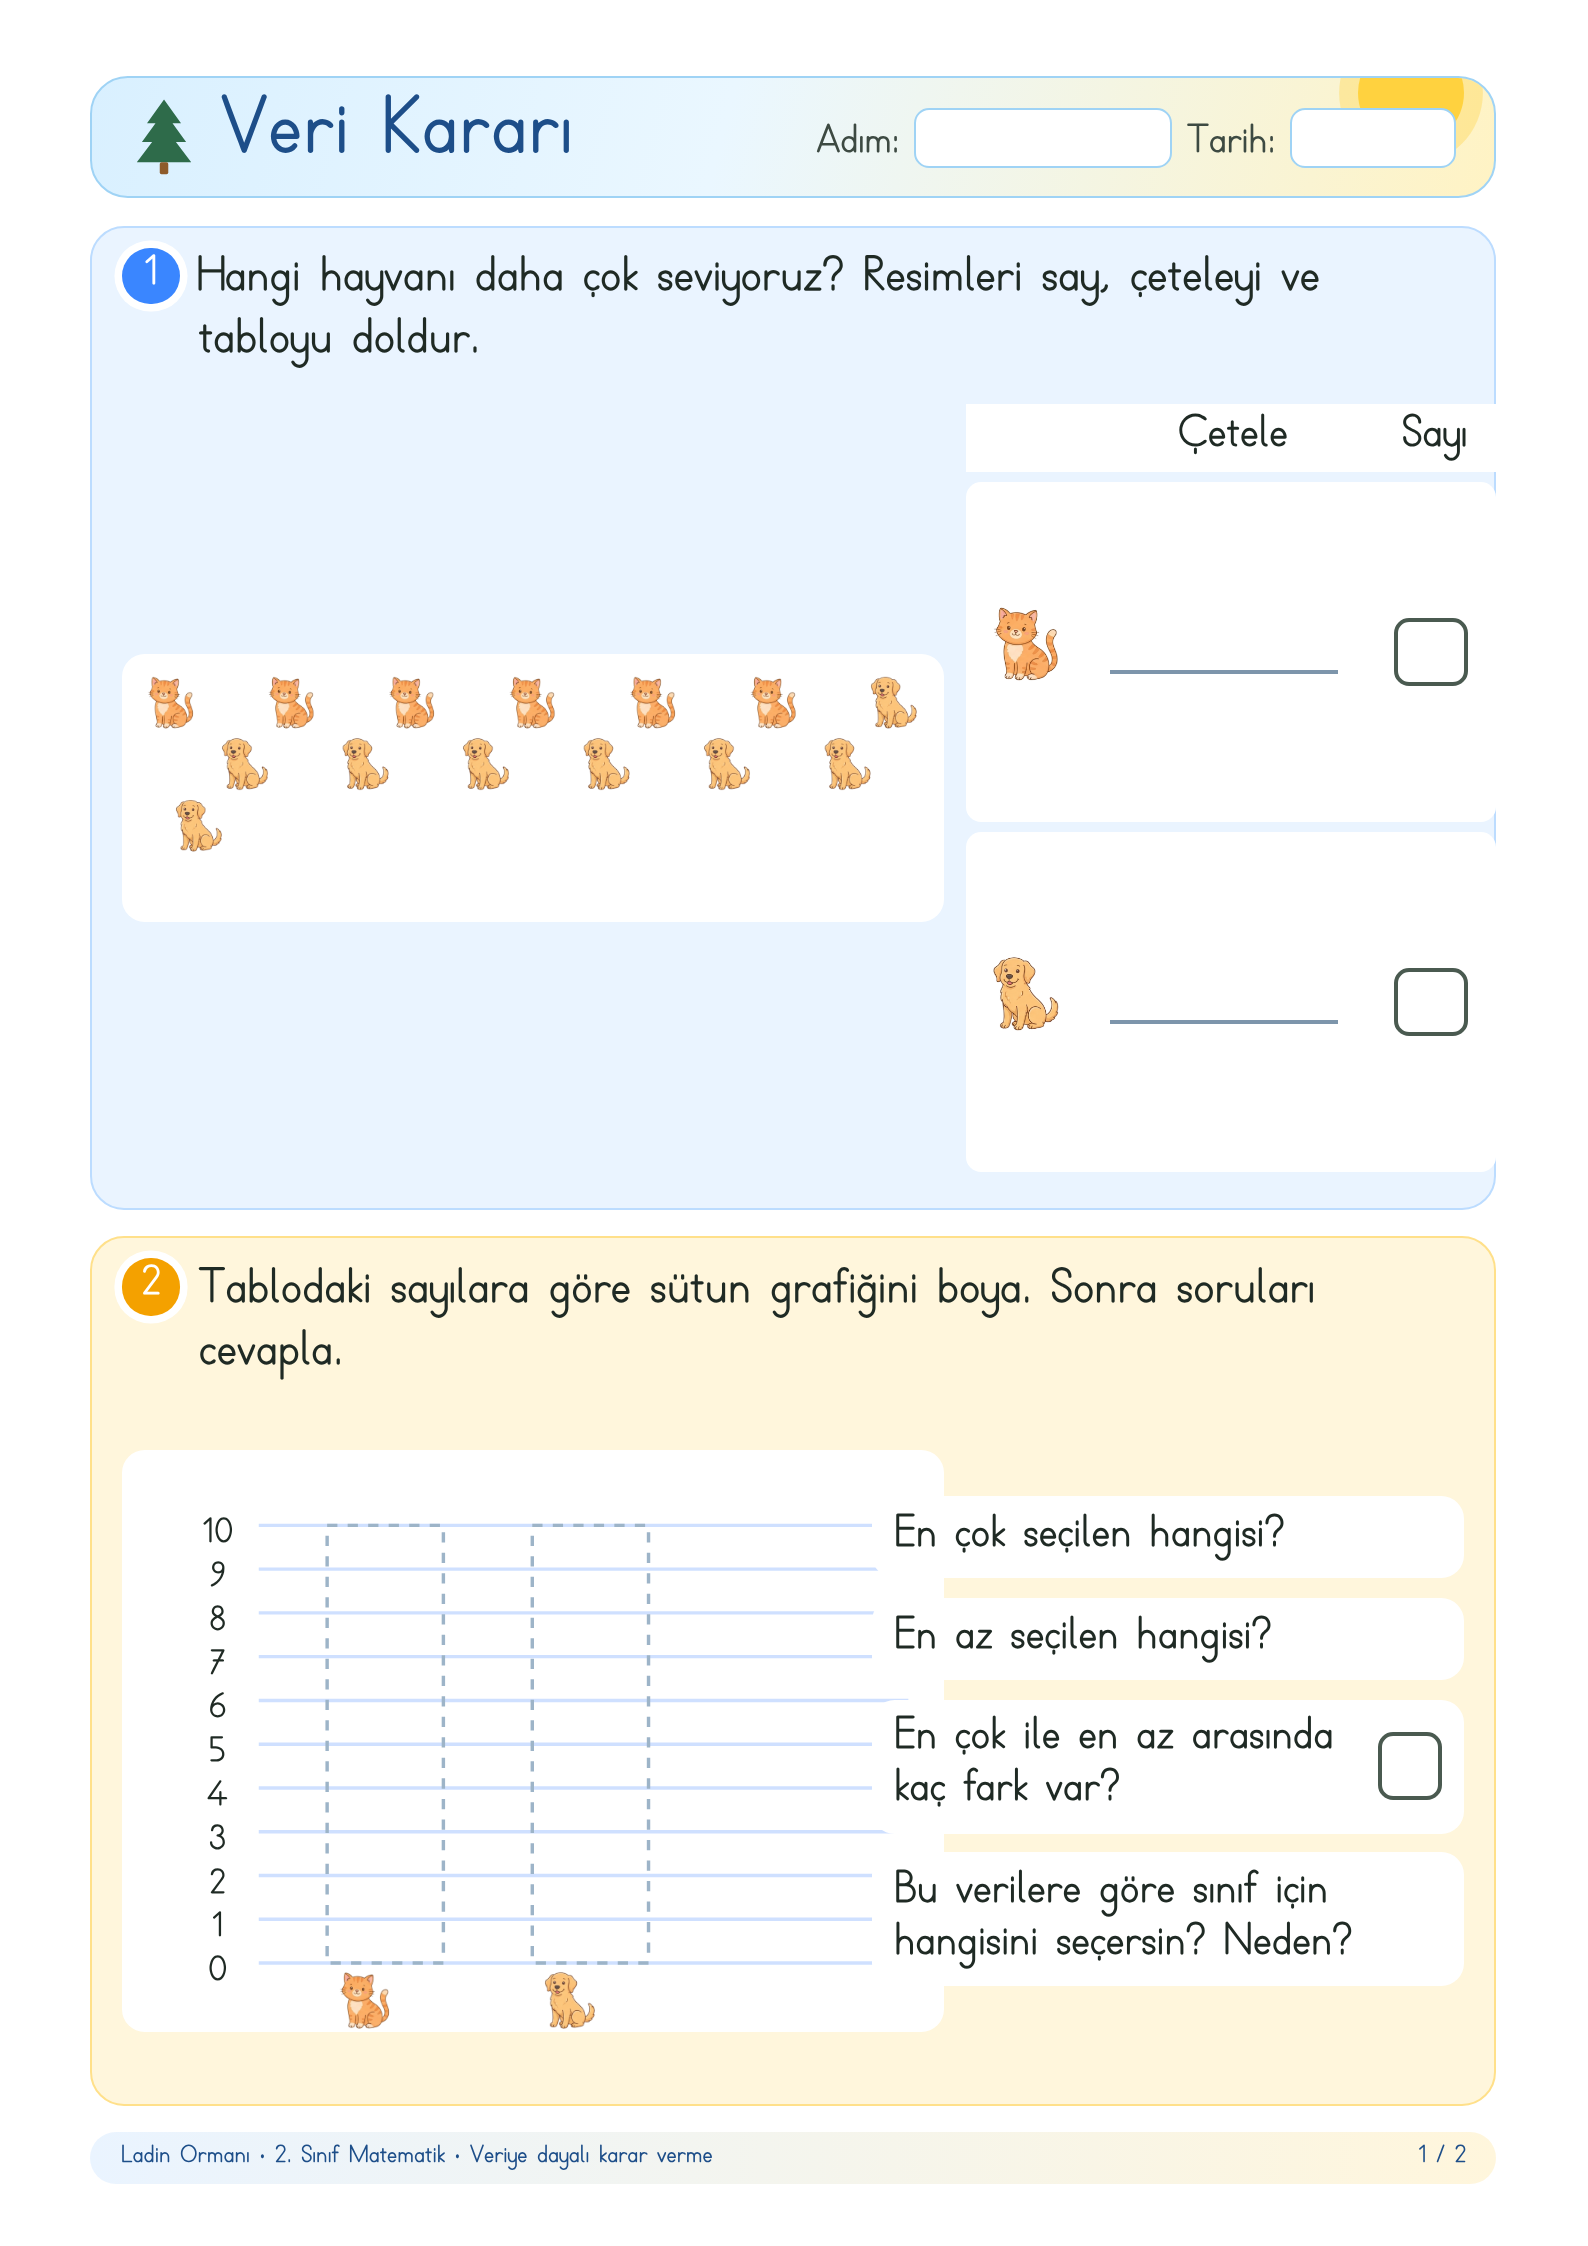 Veri Kararı
Adım:
Tarih:
1
Hangi hayvanı daha çok seviyoruz? Resimleri say, çeteleyi ve
tabloyu doldur.
Çetele
Sayı
2
Tablodaki sayılara göre sütun grafiğini boya. Sonra soruları
cevapla.
10
9
8
7
6
5
4
3
2
1
0
En çok seçilen hangisi?
En az seçilen hangisi?
En çok ile en az arasında
kaç fark var?
Bu verilere göre sınıf için
hangisini seçersin? Neden?
Ladin Ormanı • 2. Sınıf Matematik • Veriye dayalı karar verme
1 / 2